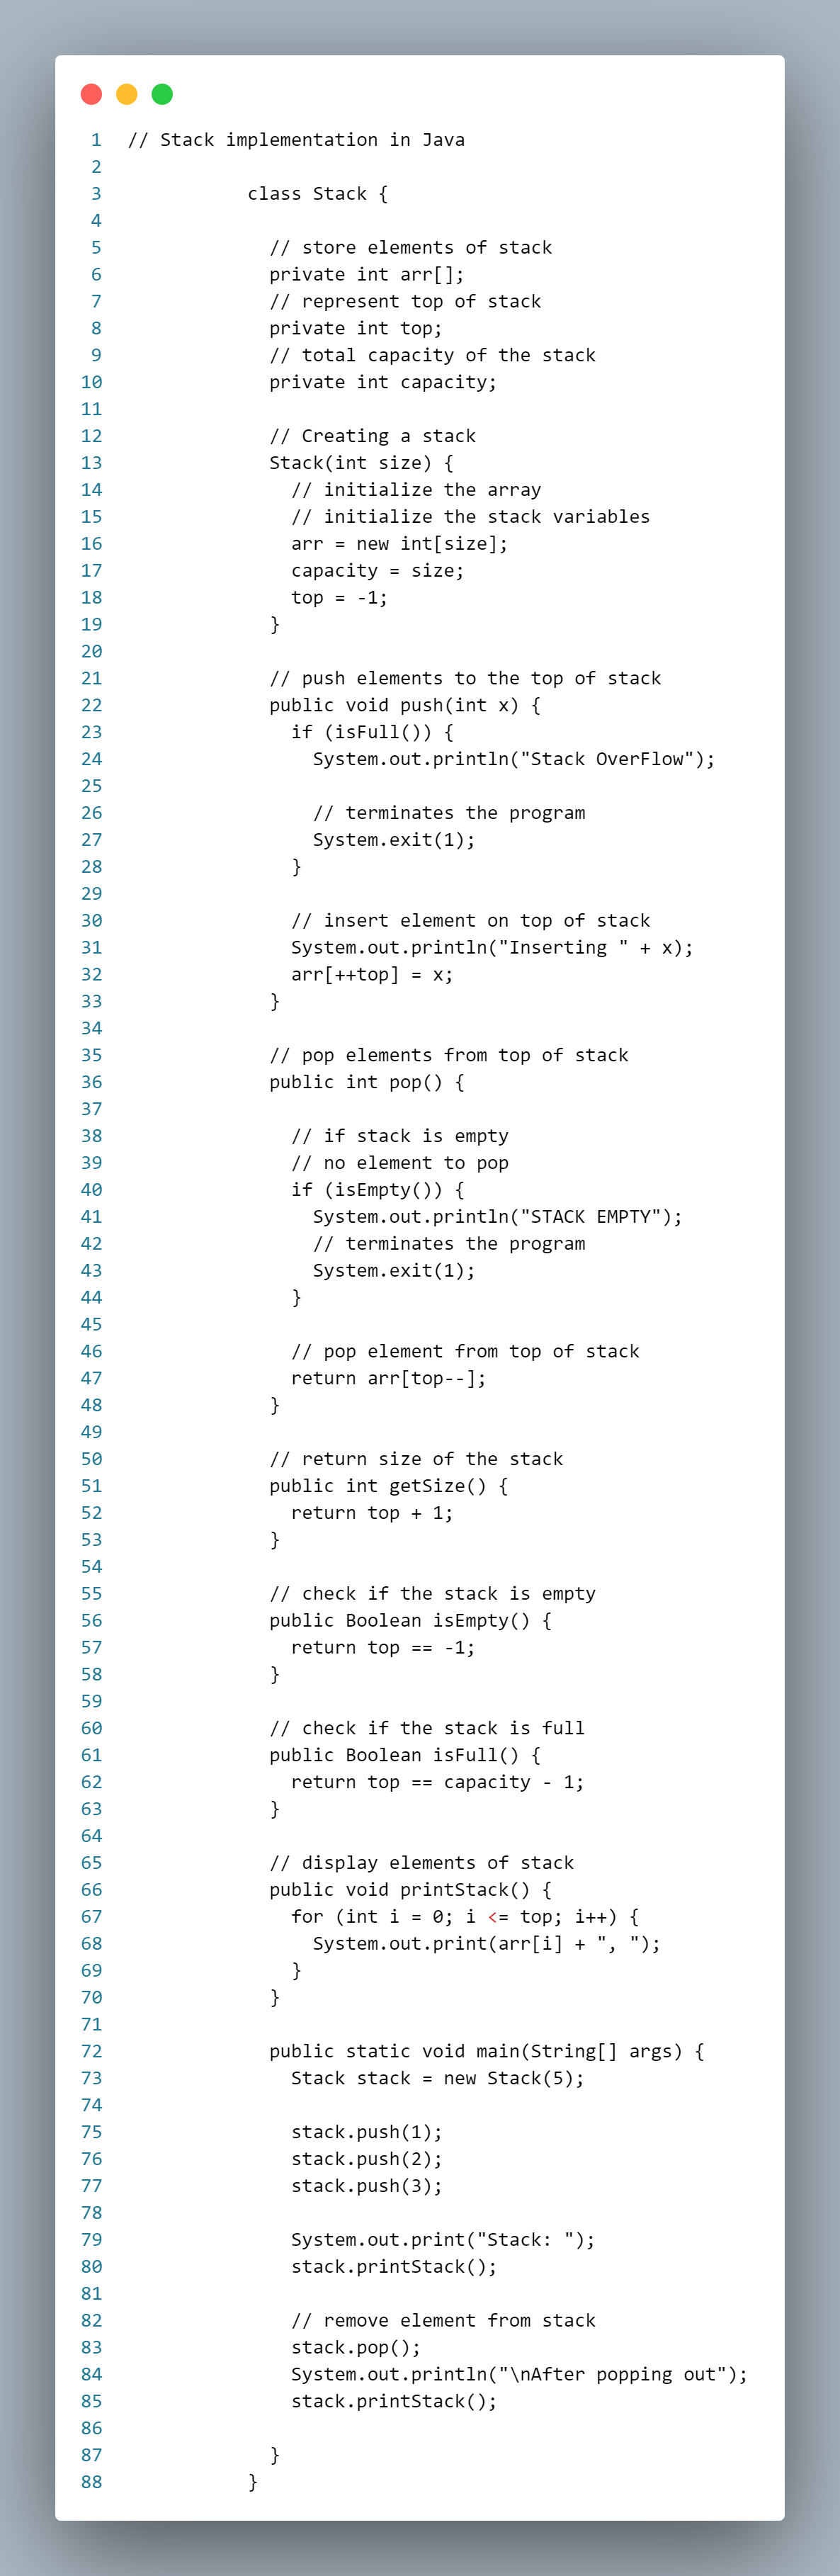 1 // Stack implementation in Java
2
3 class Stack {
4
5 // store elements of stack
6 private int arr[];
7 // represent top of stack
8 private int top;
9 // total capacity of the stack
10 private int capacity;
11
12 // Creating a stack
13 Stack(int size) {
14 // initialize the array
15 // initialize the stack variables
16 arr = new int[size];
17 capacity = size;
18 top = -1;
19 }
20
21 // push elements to the top of stack
22 public void push(int x) {
23 if (isFull()) {
24 System.out.println("Stack OverFlow");
25
26 // terminates the program
27 System.exit(1);
28 }
29
30 // insert element on top of stack
31 System.out.println("Inserting " + x);
32 arr[++top] = x;
33 }
34
35 // pop elements from top of stack
36 public int pop() {
37
38 // if stack is empty
39 // no element to pop
40 if (isEmpty()) {
41 System.out.println("STACK EMPTY");
42 // terminates the program
43 System.exit(1);
44 }
45
46 // pop element from top of stack
47 return arr[top--];
48 }
49
50 // return size of the stack
51 public int getSize() {
52 return top + 1;
53 }
54
55 // check if the stack is empty
56 public Boolean isEmpty() {
57 return top == -1;
58 }
59
60 // check if the stack is full
61 public Boolean isFull() {
62 return top == capacity - 1;
63 }
64
65 // display elements of stack
66 public void printStack() {
67 for (int i = 0; i <= top; i++) {
68 System.out.print(arr[i] + ", ");
69 }
70 }
71
72 public static void main(String[] args) {
73 Stack stack = new Stack(5);
74
75 stack.push(1);
76 stack.push(2);
77 stack.push(3);
78
79 System.out.print("Stack: ");
80 stack.printStack();
81
82 // remove element from stack
83 stack.pop();
84 System.out.println("\nAfter popping out");
85 stack.printStack();
86
87 }
88 }